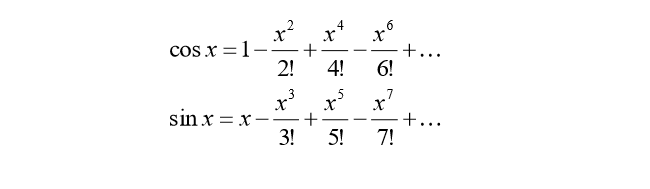 cos x = 1 − x²/2! + x⁴/4! − x⁶/6! + …
sin x = x − x³/3! + x⁵/5! − x⁷/7! + …